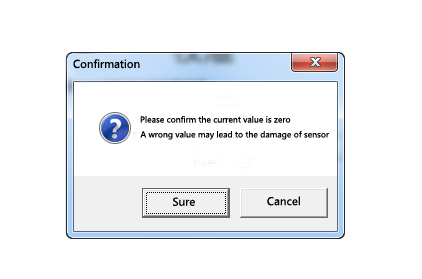 Confirmation
Please confirm the current value is zero
A wrong value may lead to the damage of sensor
Sure
Cancel